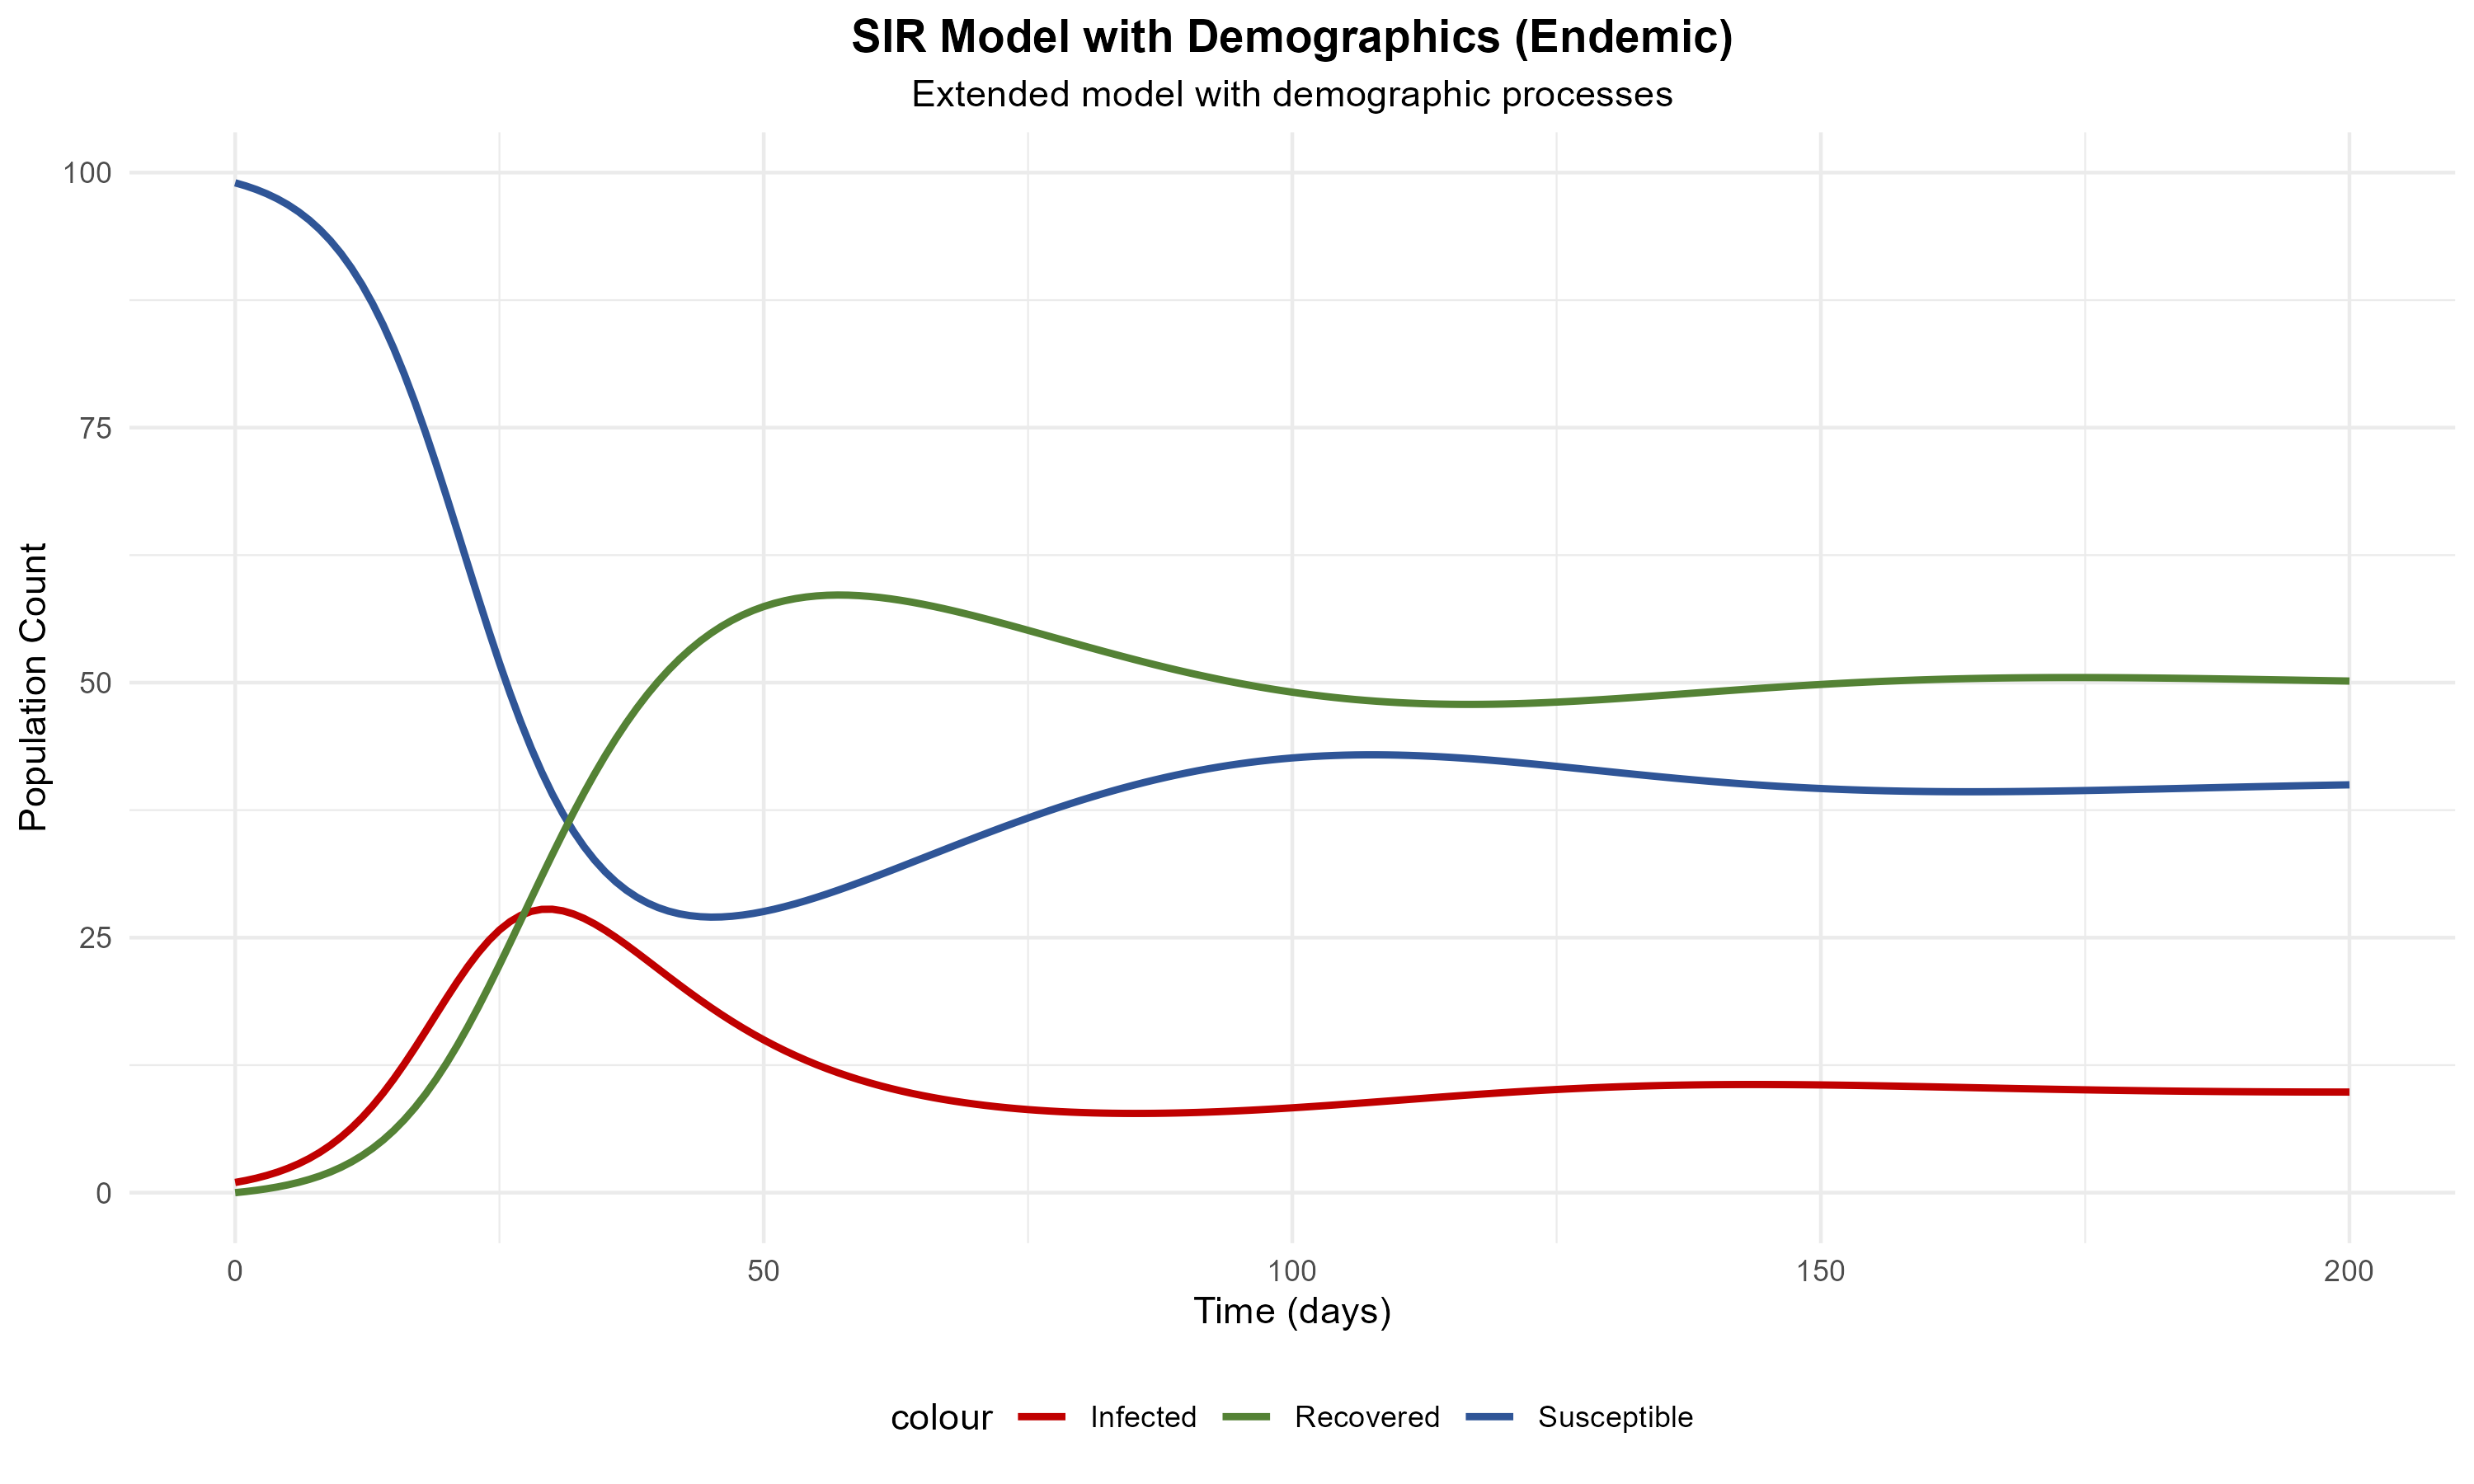 SIR Model with Demographics (Endemic)
Extended model with demographic processes
100
75
50
25
0
Population Count
0 50 100 150 200
Time (days)
colour Infected Recovered Susceptible